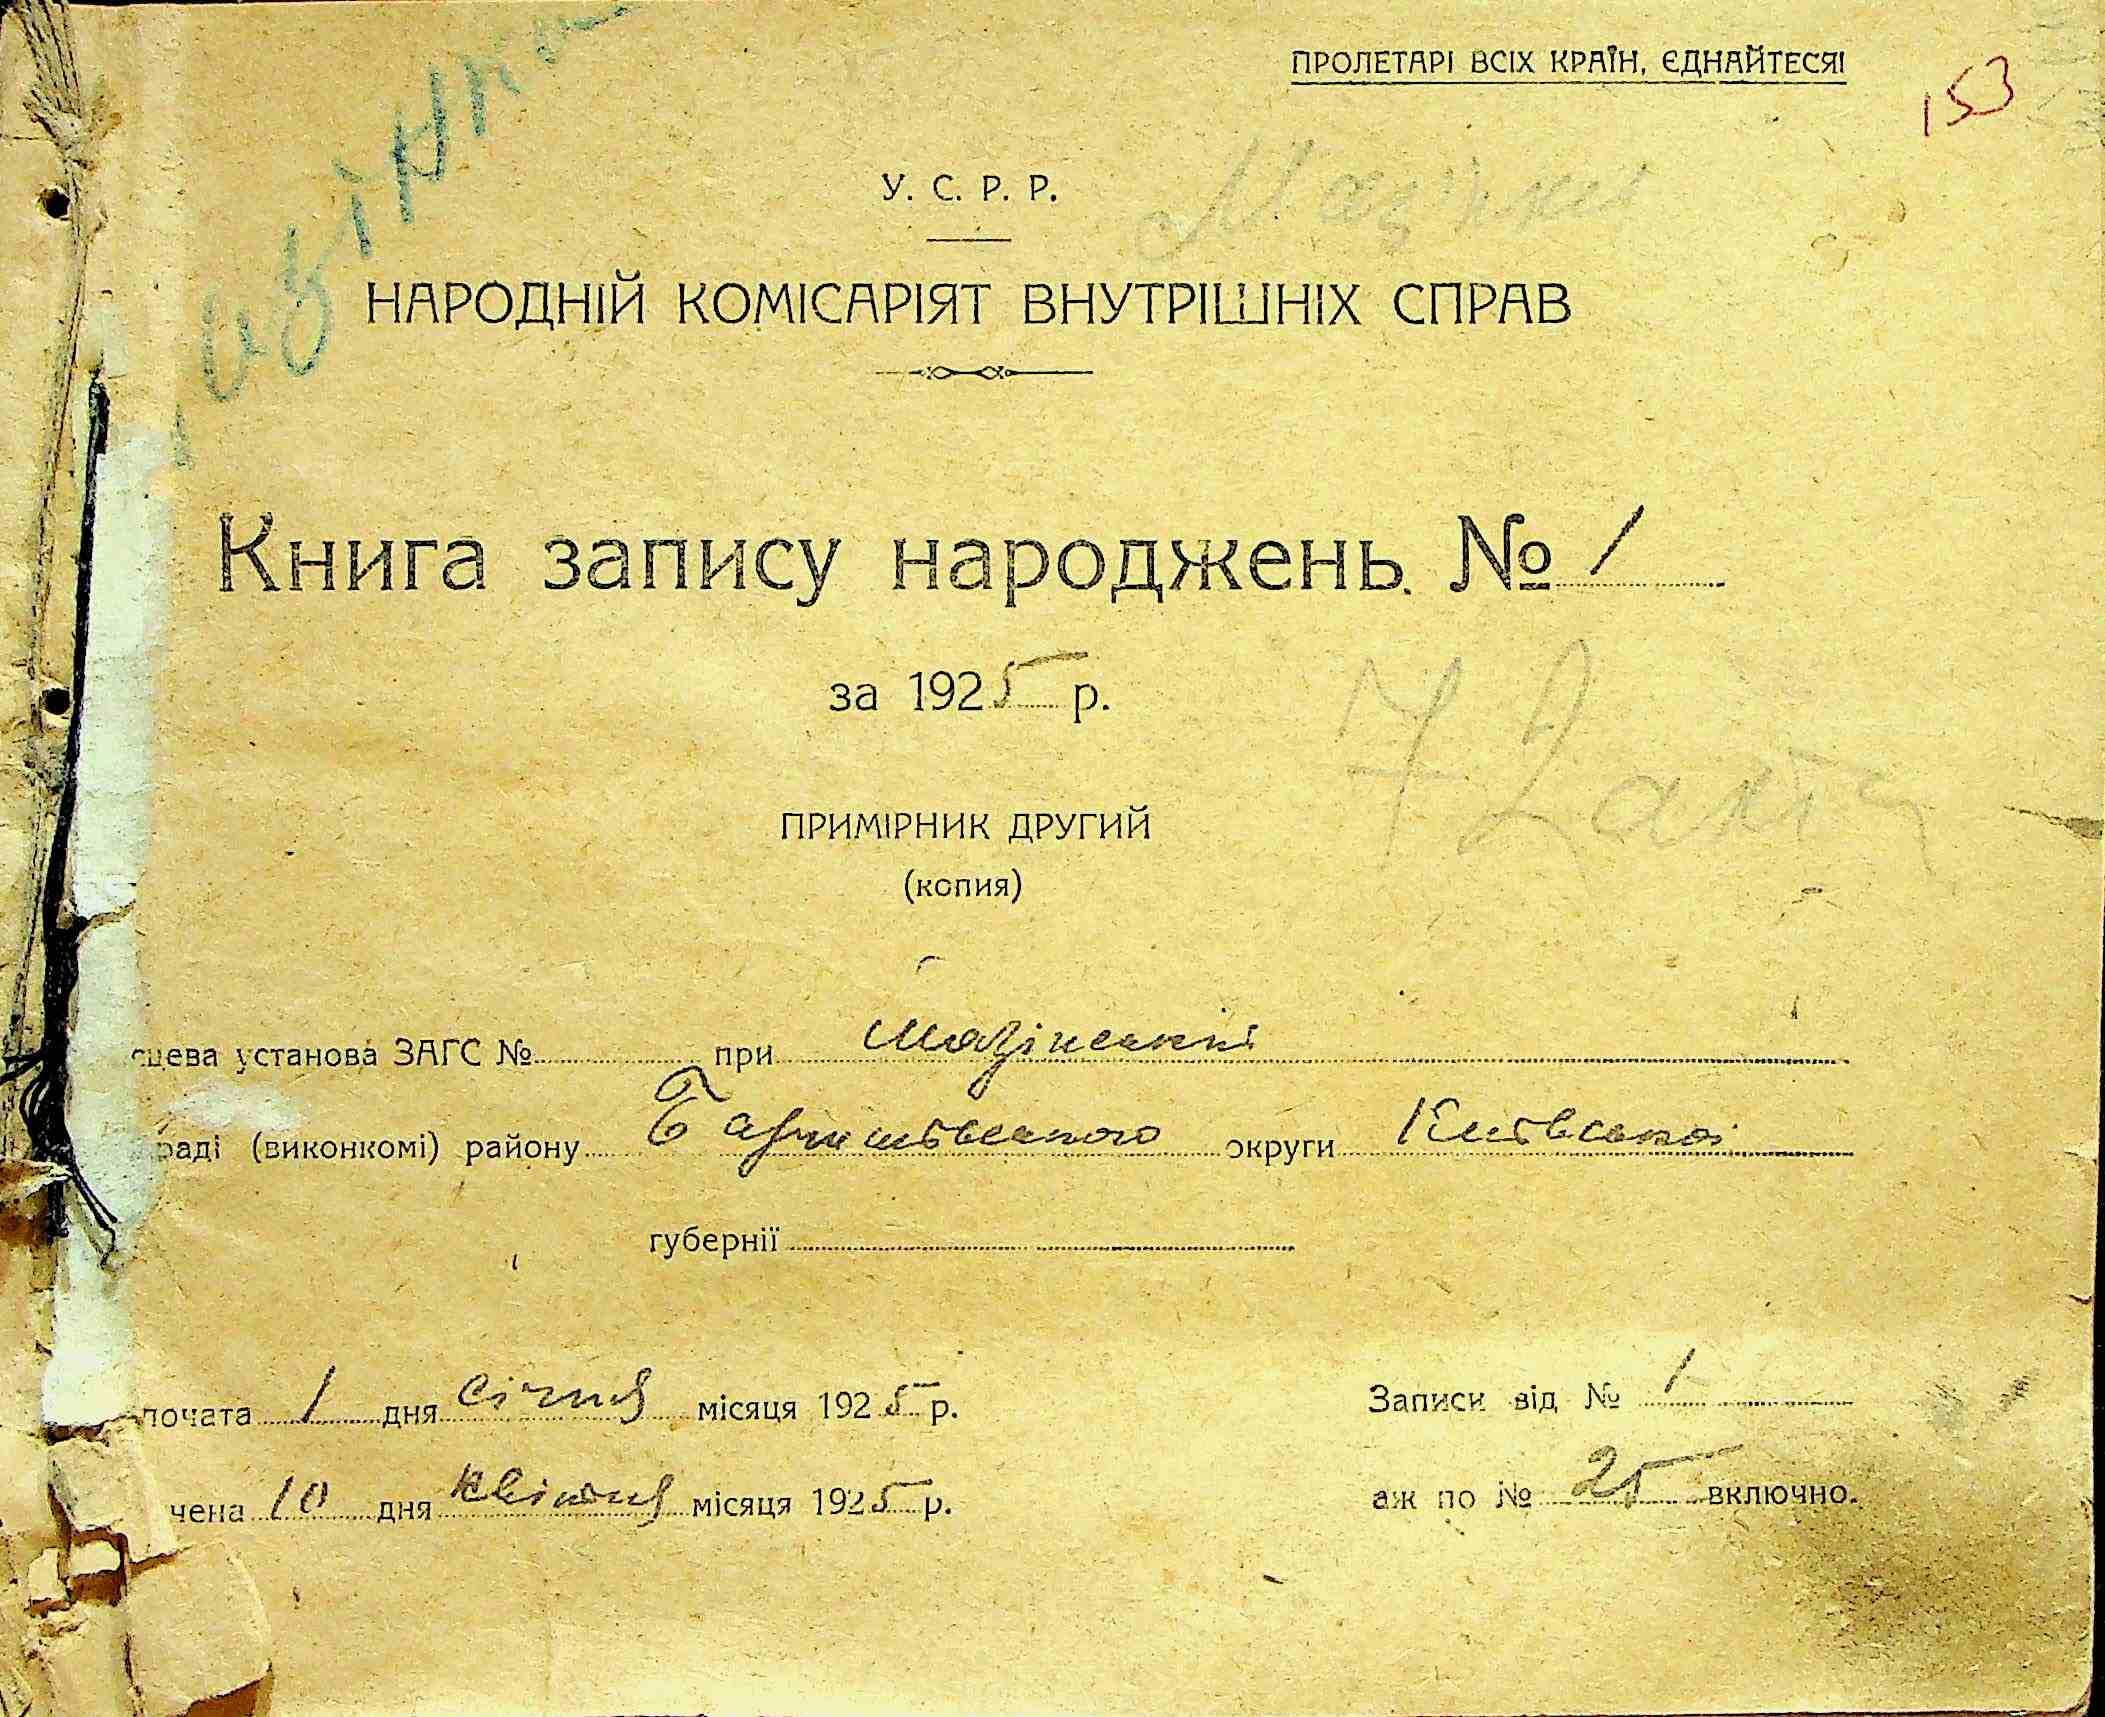 ПРОЛЕТАРІ ВСІХ КРАЇН, ЄДНАЙТЕСЯ!
153
У. С. Р. Р.
Мазінки
НАРОДНІЙ КОМІСАРІЯТ ВНУТРІШНІХ СПРАВ
Книга запису народжень. № 1
за 1925 р.
ПРИМІРНИК ДРУГИЙ
(копия)
сцева установа ЗАГС № при Мазінський
раді (виконкомі) району Баришівського округи Київської
губернії
почата 1 дня січня місяця 1925 р.
Записи від № 1
чена 10 дня квітня місяця 1925 р.
аж по № 25 включно.